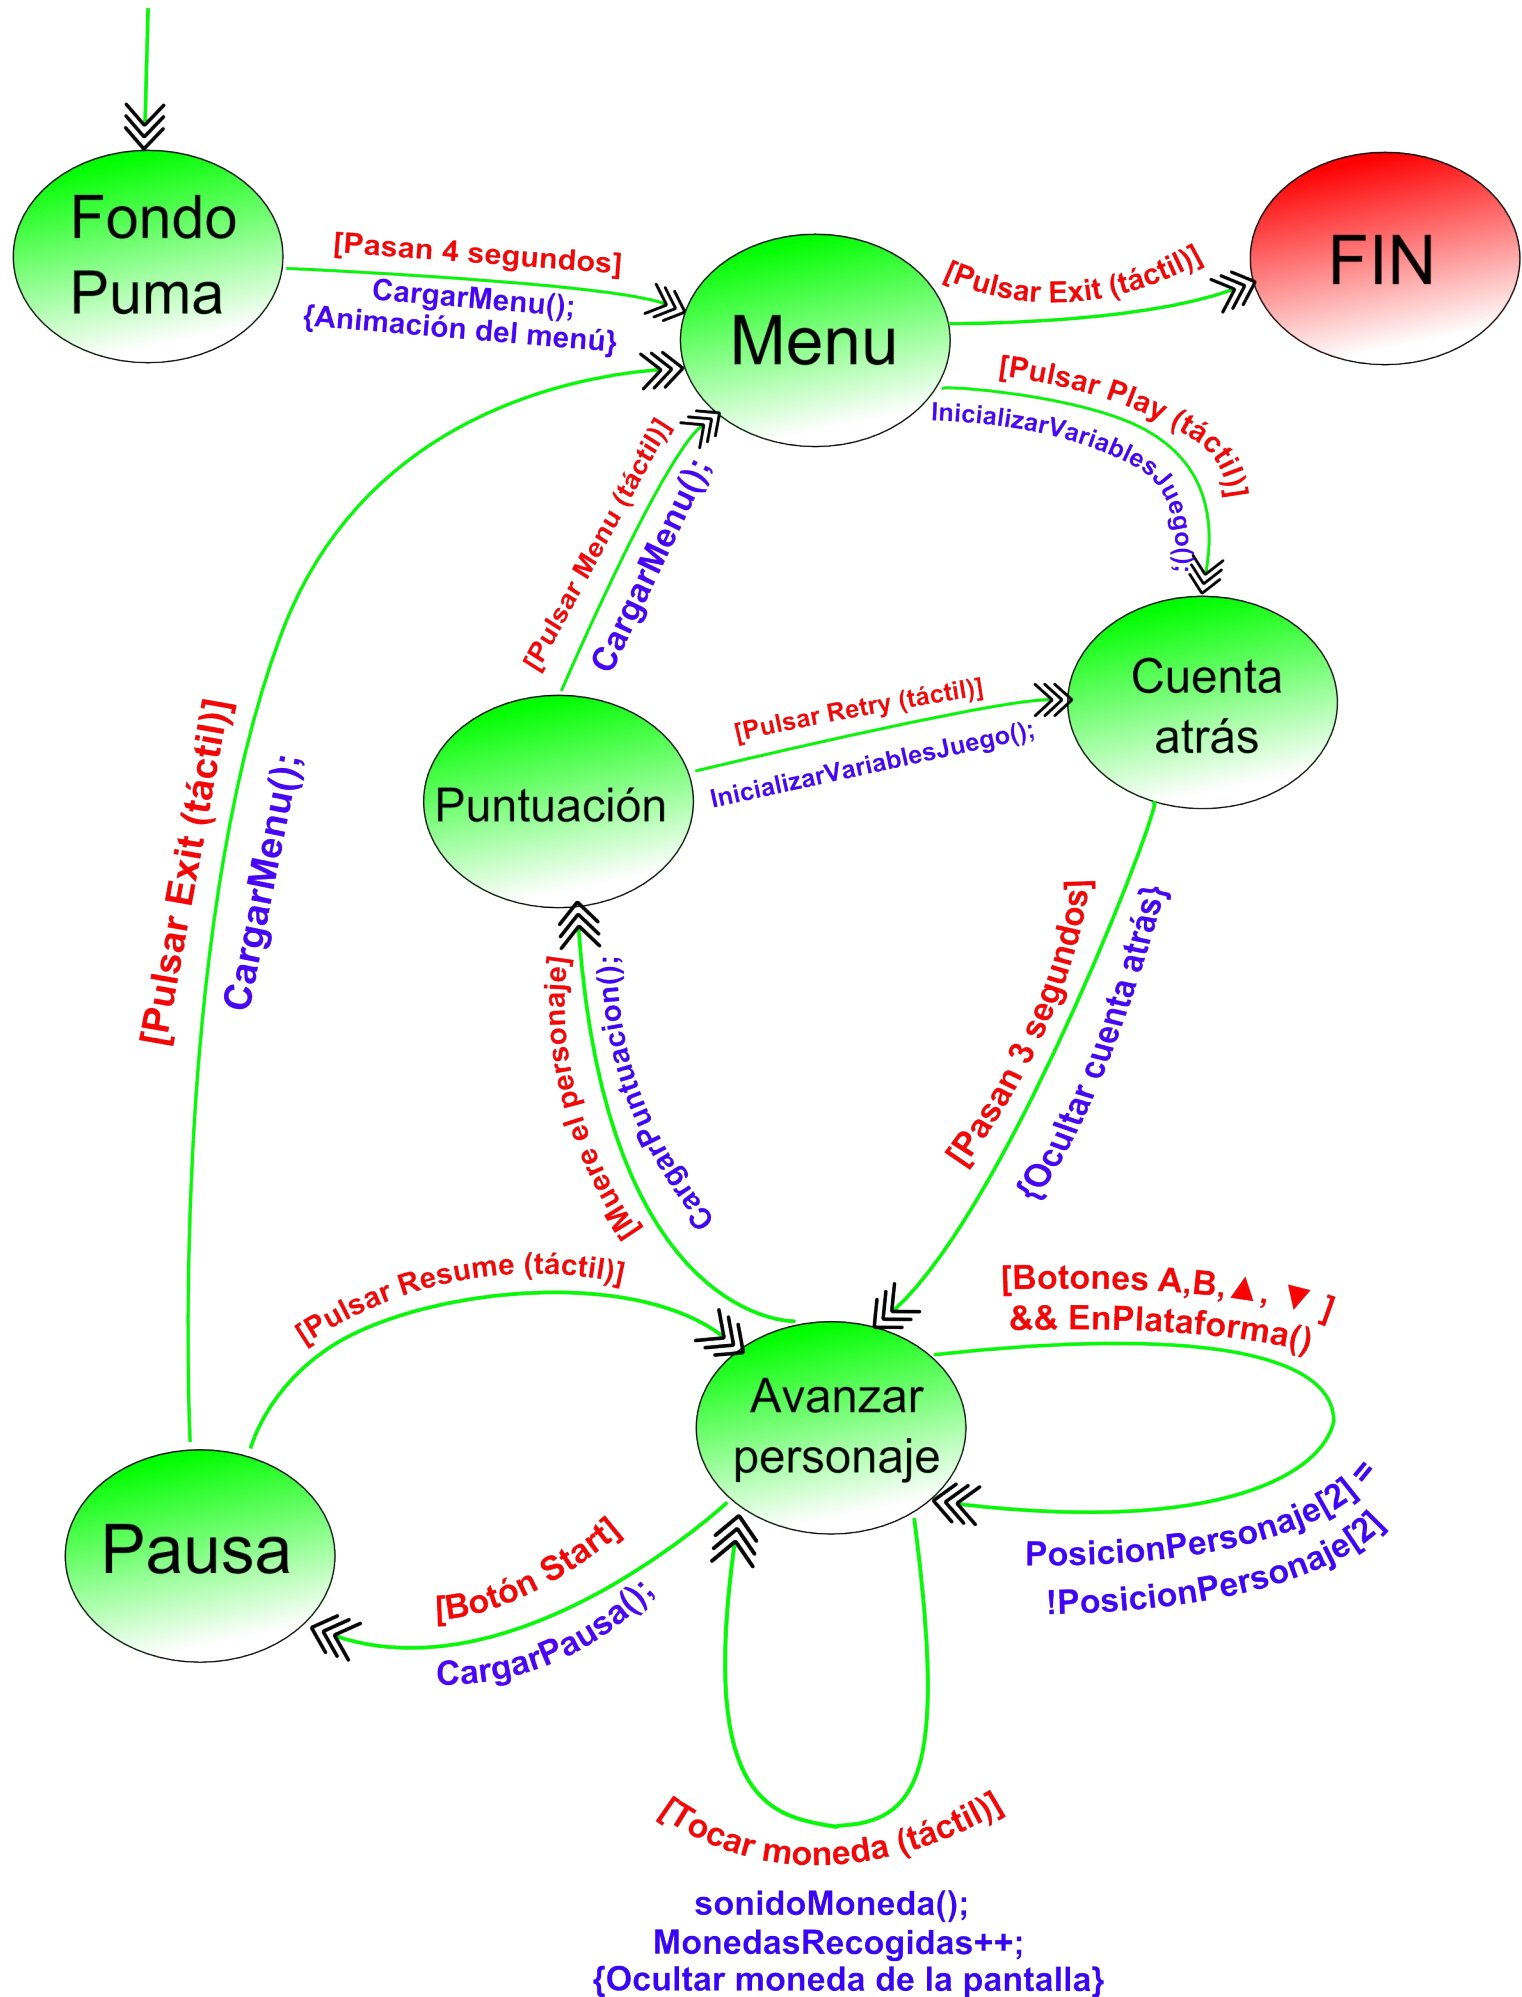 Fondo
Puma
[Pasan 4 segundos]
CargarMenu();
{Animación del menú}
Menu
[Pulsar Exit (táctil)]
FIN
[Pulsar Play (táctil)]
InicializarVariablesJuego();
[Pulsar Menu (táctil)]
CargarMenu();
Cuenta
atrás
[Pulsar Retry (táctil)]
InicializarVariablesJuego();
Puntuación
[Pulsar Exit (táctil)]
CargarMenu();
[Pasan 3 segundos]
{Ocultar cuenta atrás}
[Muere el personaje]
CargarPuntuacion();
[Pulsar Resume (táctil)]
[Botones A,B,▲, ▼ ]
&& EnPlataforma()
Avanzar
personaje
PosicionPersonaje[2] =
!PosicionPersonaje[2]
Pausa
[Botón Start]
CargarPausa();
[Tocar moneda (táctil)]
sonidoMoneda();
MonedasRecogidas++;
{Ocultar moneda de la pantalla}